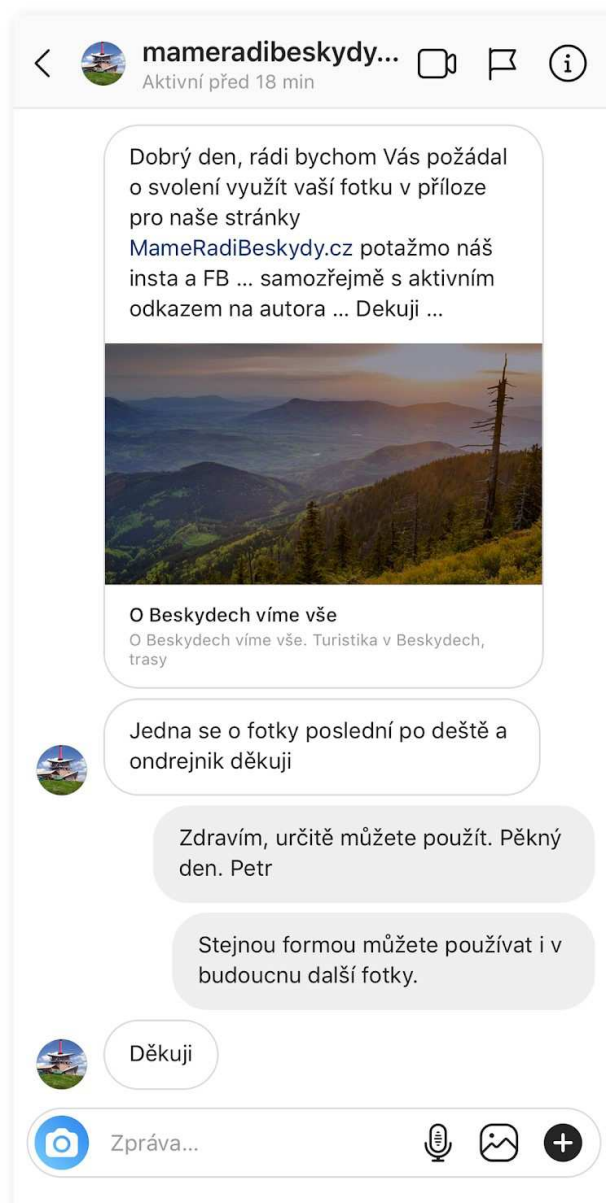 mameradibeskydy...
Aktivní před 18 min
Dobrý den, rádi bychom Vás požádal
o svolení využít vaší fotku v příloze
pro naše stránky
MameRadiBeskydy.cz potažmo náš
insta a FB ... samozřejmě s aktivním
odkazem na autora ... Dekuji ...
O Beskydech víme vše
O Beskydech víme vše. Turistika v Beskydech,
trasy
Jedna se o fotky poslední po deště a
ondrejnik děkuji
Zdravím, určitě můžete použít. Pěkný
den. Petr
Stejnou formou můžete používat i v
budoucnu další fotky.
Děkuji
Zpráva...